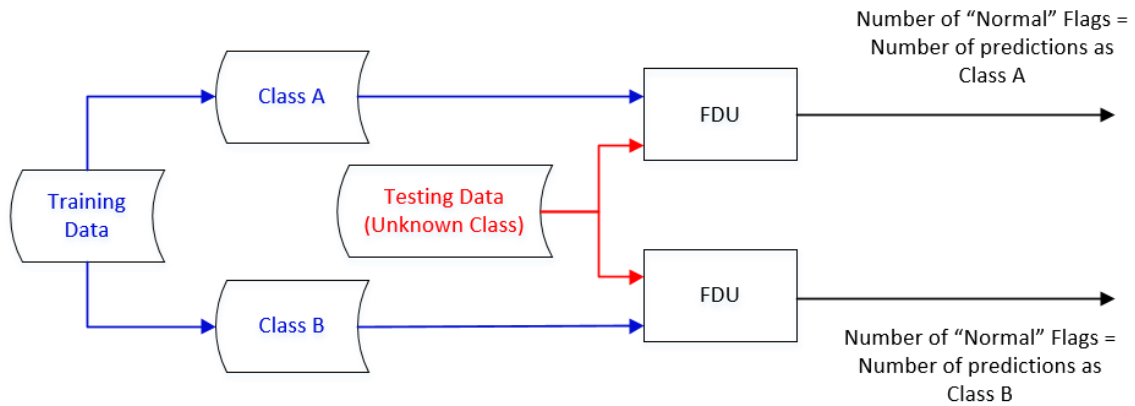 Number of “Normal” Flags =
Number of predictions as
Class A
Class A
FDU
Training
Data
Testing Data
(Unknown Class)
Class B
FDU
Number of “Normal” Flags =
Number of predictions as
Class B